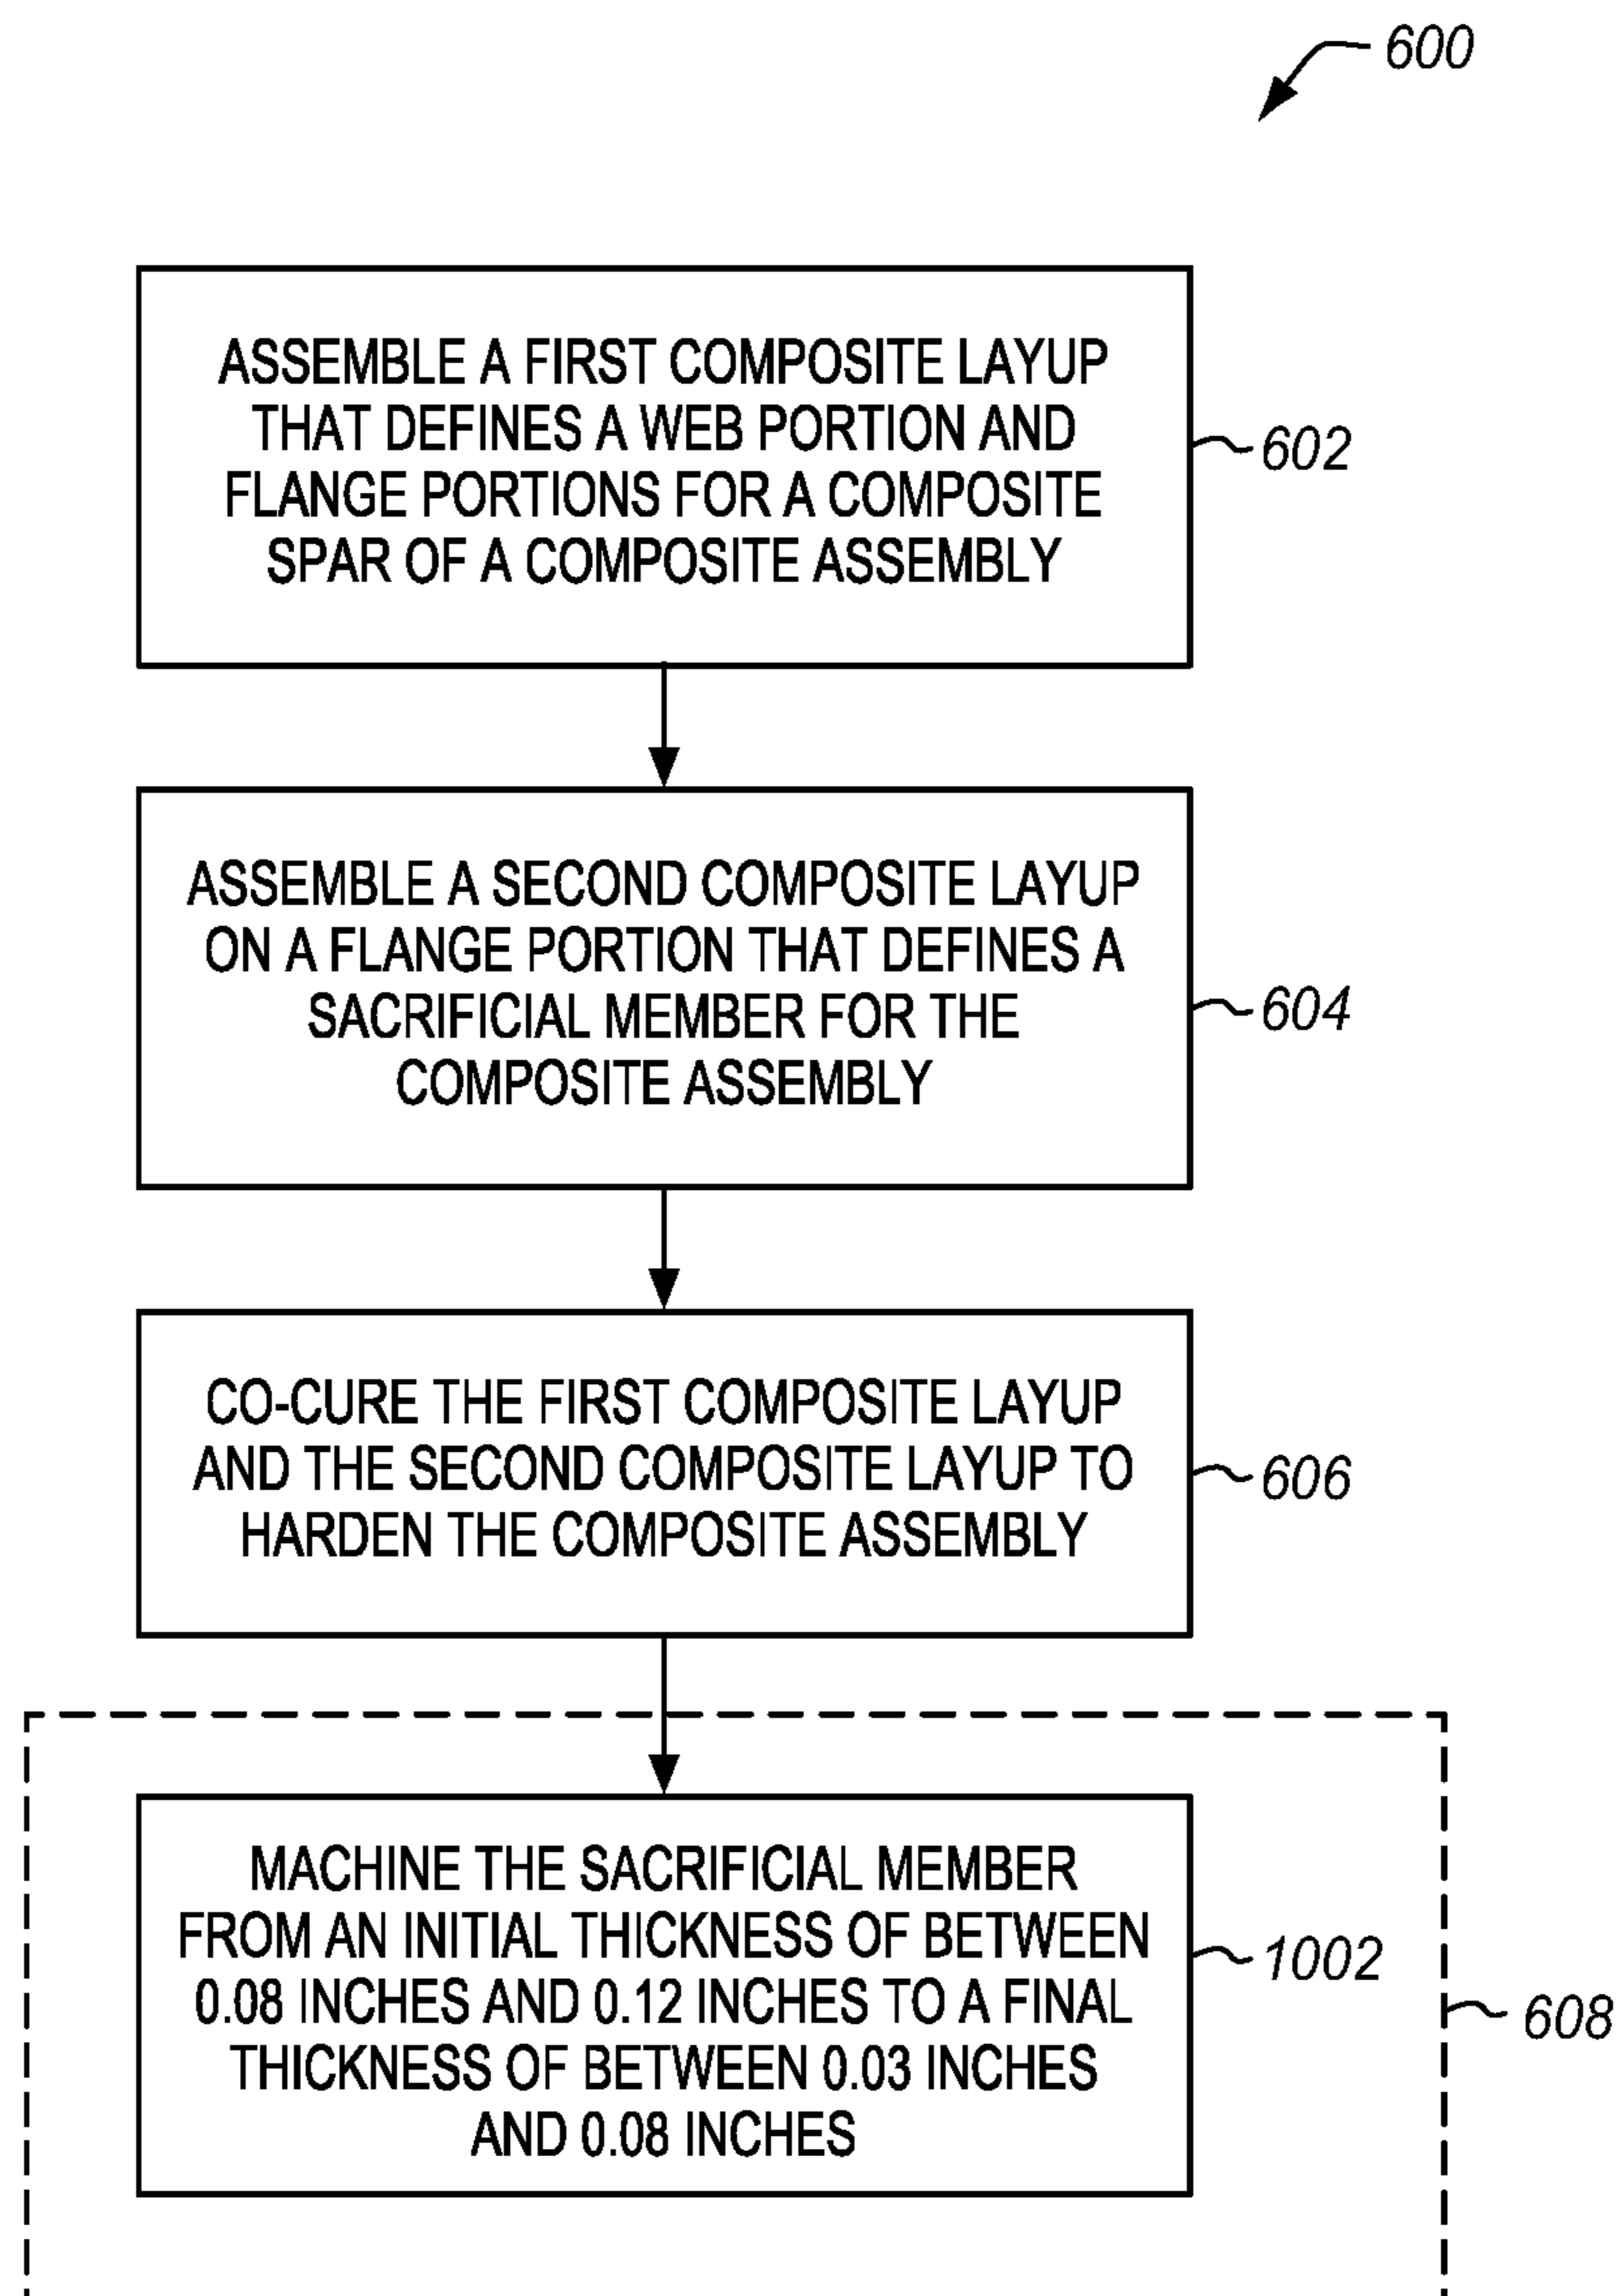 600
ASSEMBLE A FIRST COMPOSITE LAYUP
THAT DEFINES A WEB PORTION AND
FLANGE PORTIONS FOR A COMPOSITE
SPAR OF A COMPOSITE ASSEMBLY
602
ASSEMBLE A SECOND COMPOSITE LAYUP
ON A FLANGE PORTION THAT DEFINES A
SACRIFICIAL MEMBER FOR THE
COMPOSITE ASSEMBLY
604
CO-CURE THE FIRST COMPOSITE LAYUP
AND THE SECOND COMPOSITE LAYUP TO
HARDEN THE COMPOSITE ASSEMBLY
606
MACHINE THE SACRIFICIAL MEMBER
FROM AN INITIAL THICKNESS OF BETWEEN
0.08 INCHES AND 0.12 INCHES TO A FINAL
THICKNESS OF BETWEEN 0.03 INCHES
AND 0.08 INCHES
1002
608